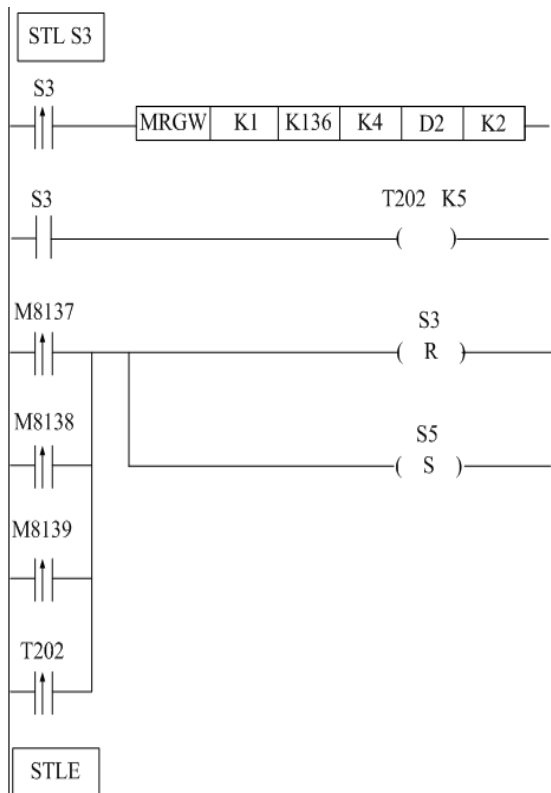 STL S3
S3
MRGW K1 K136 K4 D2 K2
S3
T202 K5
( )
M8137
S3
( R )
M8138
S5
( S )
M8139
T202
STLE